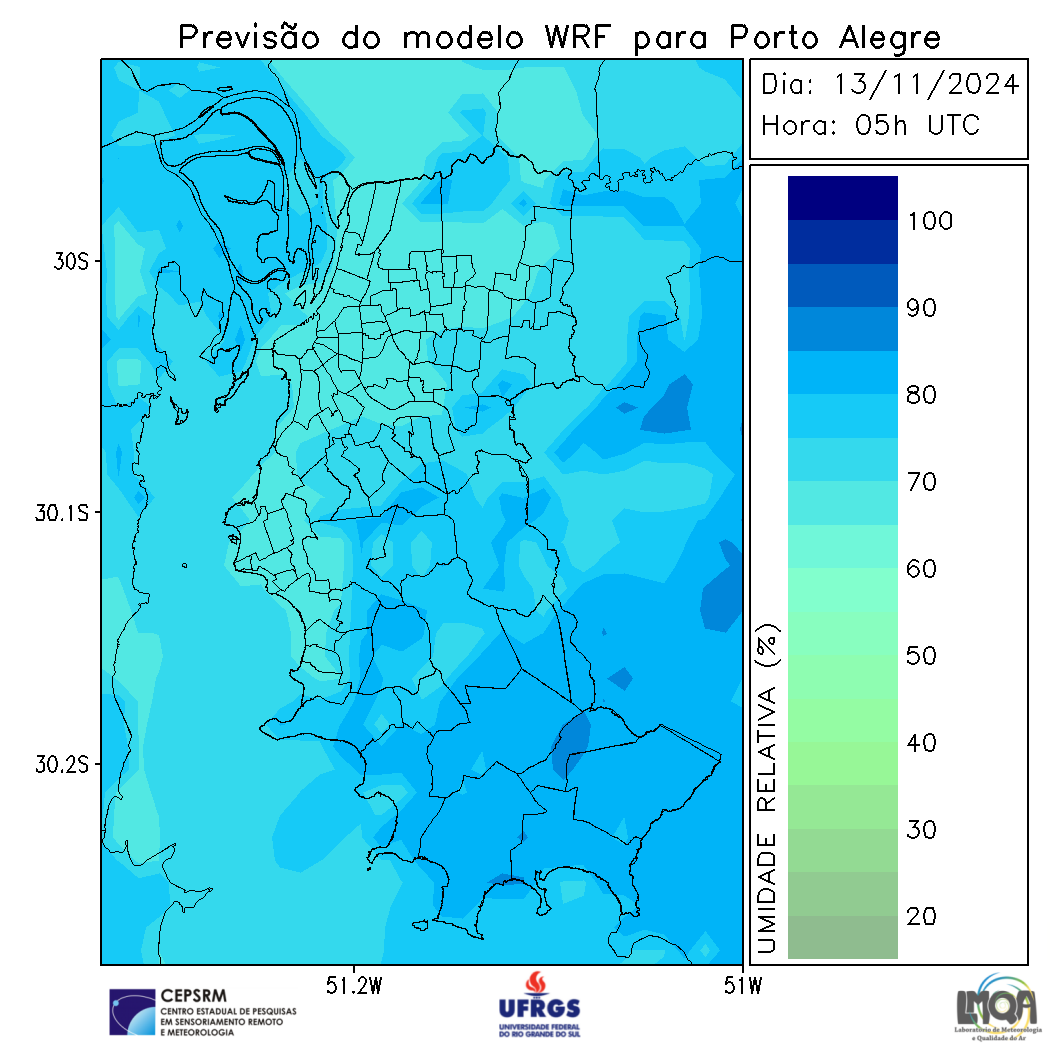 Previsão do modelo WRF para Porto Alegre
Dia: 13/11/2024
Hora: 05h UTC
30S
30.1S
30.2S
51.2W
51W
UMIDADE RELATIVA (%)
100
90
80
70
60
50
40
30
20
CEPSRM
CENTRO ESTADUAL DE PESQUISAS
EM SENSORIAMENTO REMOTO
E METEOROLOGIA
UFRGS
UNIVERSIDADE FEDERAL
DO RIO GRANDE DO SUL
LMQA
Laboratório de Meteorologia
e Qualidade do Ar